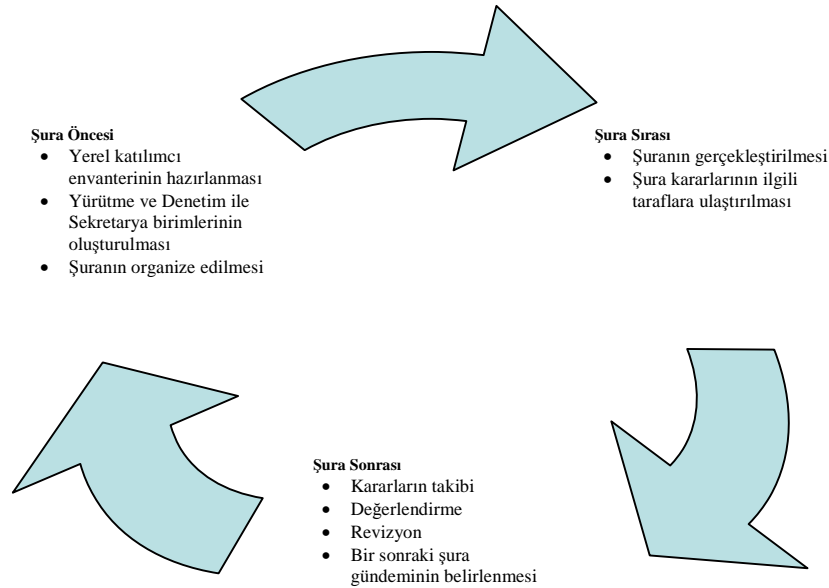 Şura Öncesi
• Yerel katılımcı
envanterinin hazırlanması
• Yürütme ve Denetim ile
Sekretarya birimlerinin
oluşturulması
• Şuranın organize edilmesi
Şura Sırası
• Şuranın gerçekleştirilmesi
• Şura kararlarının ilgili
taraflara ulaştırılması
Şura Sonrası
• Kararların takibi
• Değerlendirme
• Revizyon
• Bir sonraki şura
gündeminin belirlenmesi